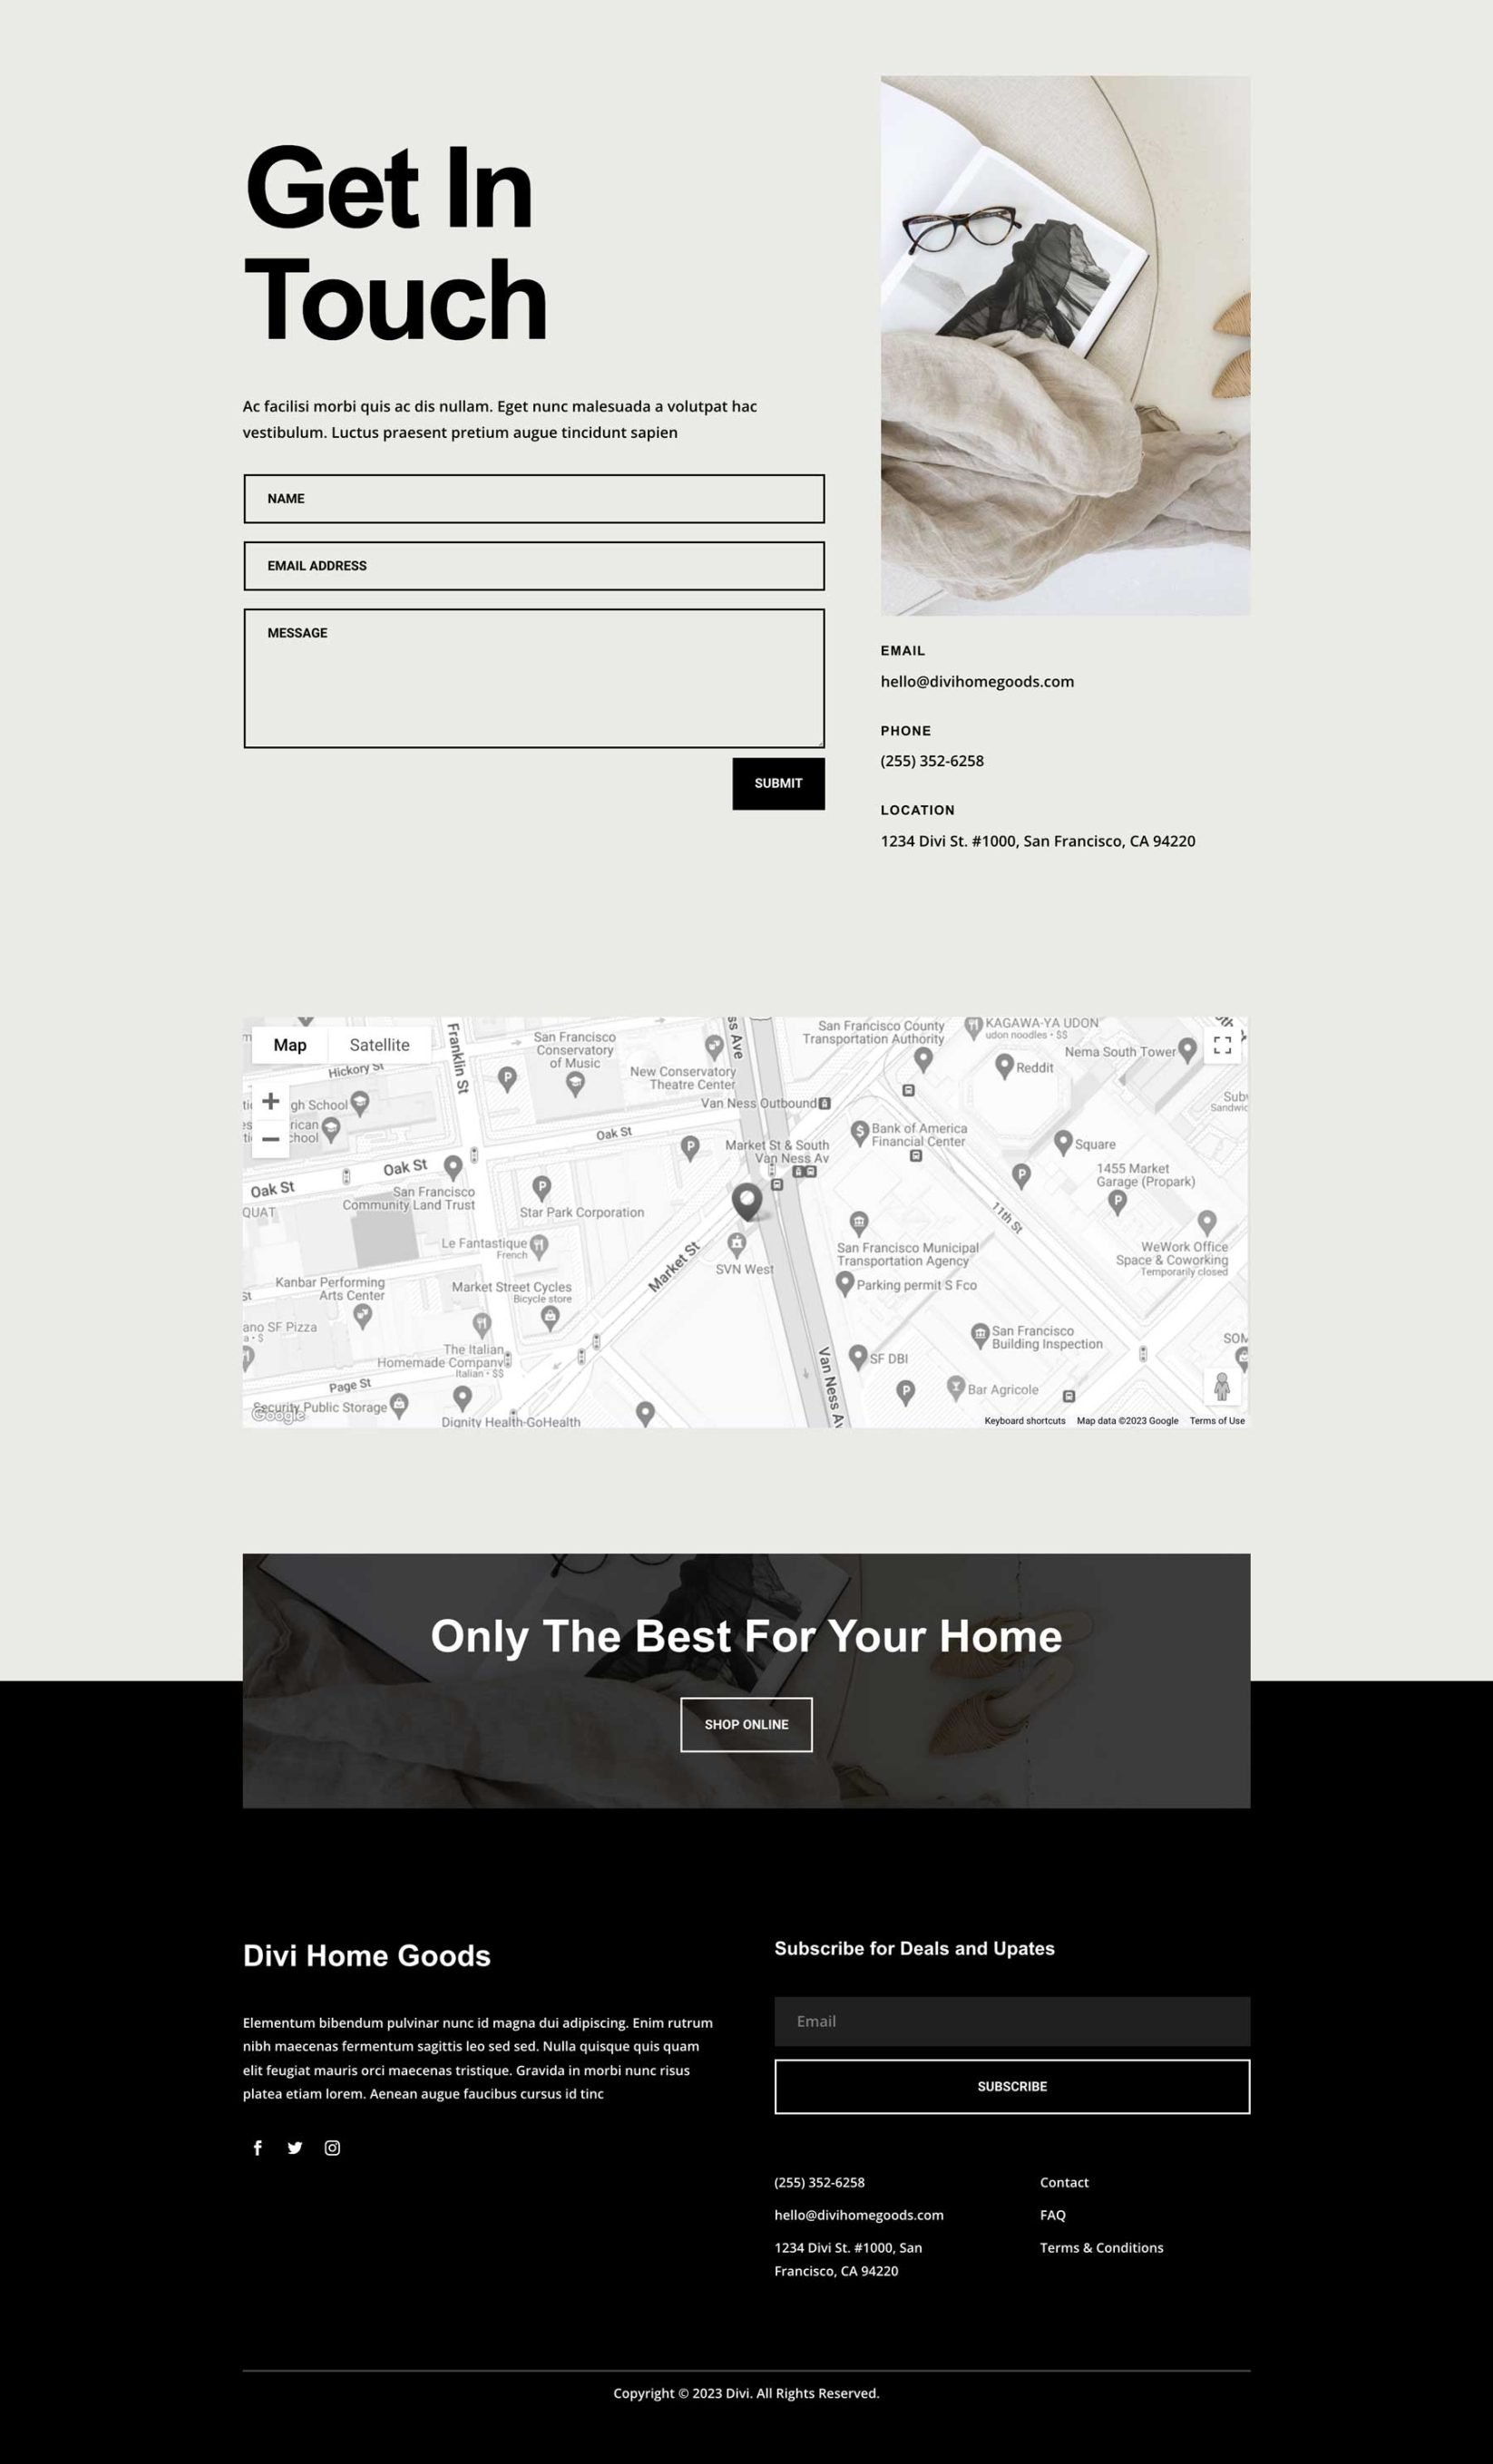 Get In
Touch
Ac facilisi morbi quis ac dis nullam. Eget nunc malesuada a volutpat hac
vestibulum. Luctus praesent pretium augue tincidunt sapien
NAME
EMAIL ADDRESS
MESSAGE
SUBMIT
EMAIL
hello@divihomegoods.com
PHONE
(255) 352-6258
LOCATION
1234 Divi St. #1000, San Francisco, CA 94220
Map
Satellite
Hickory St
Franklin St
San Francisco
Conservatory
of Music
New Conservatory
Theatre Center
ss Ave
San Francisco County
Transportation Authority
KAGAWA-YA UDON
udon noodles • $$
Reddit
Nema South Tower
Van Ness Outbound
gh School
rican
chool
Oak St
Market St & South
Van Ness Av
Bank of America
Financial Center
Square
1455 Market
Garage (Propark)
Oak St
Oak St
QUAT
San Francisco
Community Land Trust
Star Park Corporation
11th St
Le Fantastique
French
Market St
SVN West
San Francisco Municipal
Transportation Agency
WeWork Office
Space & Coworking
Temporarily closed
Kanbar Performing
Arts Center
Market Street Cycles
Bicycle store
Parking permit S Fco
ano SF Pizza
The Italian
Homemade Company
Italian • $$
San Francisco
Building Inspection
SF DBI
Van Ness Av
Page St
Bar Agricole
Security Public Storage
Google
Dignity Health-GoHealth
Keyboard shortcuts
Map data ©2023 Google
Terms of Use
Only The Best For Your Home
SHOP ONLINE
Divi Home Goods
Elementum bibendum pulvinar nunc id magna dui adipiscing. Enim rutrum
nibh maecenas fermentum sagittis leo sed sed. Nulla quisque quis quam
elit feugiat mauris orci maecenas tristique. Gravida in morbi nunc risus
platea etiam lorem. Aenean augue faucibus cursus id tinc
Subscribe for Deals and Upates
Email
SUBSCRIBE
(255) 352-6258
hello@divihomegoods.com
1234 Divi St. #1000, San
Francisco, CA 94220
Contact
FAQ
Terms & Conditions
Copyright © 2023 Divi. All Rights Reserved.